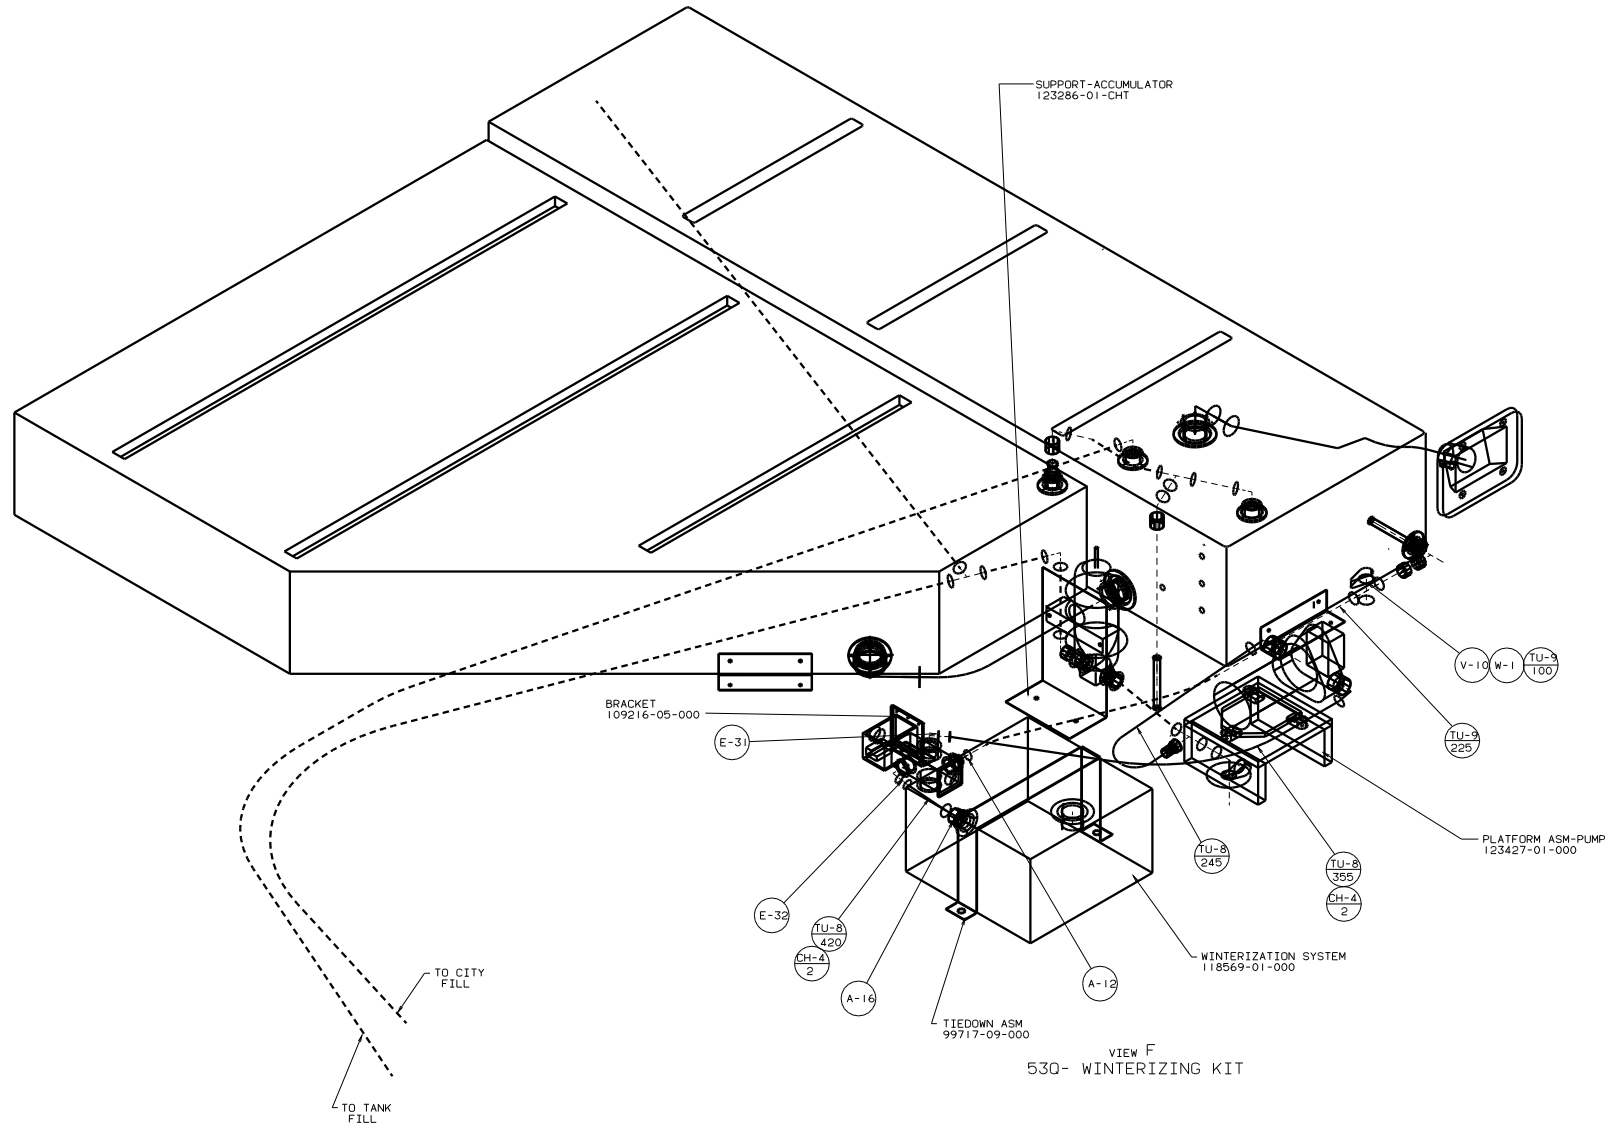 SUPPORT-ACCUMULATOR
123286-01-CHT
V-10
W-1
TU-9
100
TU-9
225
BRACKET
109216-05-000
E-31
PLATFORM ASM-PUMP
123427-01-000
TU-8
245
TU-8
355
CH-4
2
E-32
TU-8
420
CH-4
2
WINTERIZATION SYSTEM
118569-01-000
A-12
A-16
TO CITY
FILL
TIEDOWN ASM
99717-09-000
VIEW F
53Q- WINTERIZING KIT
TO TANK
FILL